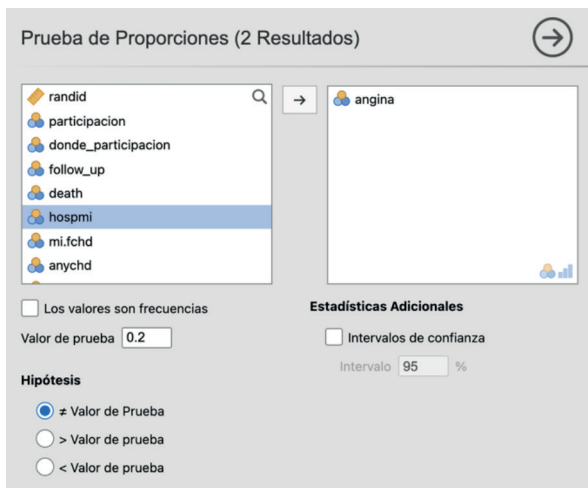 Prueba de Proporciones (2 Resultados)
randid
participacion
donde_participacion
follow_up
death
hospmi
mi.fchd
anychd
angina
Los valores son frecuencias
Valor de prueba 0.2
Hipótesis
≠ Valor de Prueba
> Valor de prueba
< Valor de prueba
Estadísticas Adicionales
Intervalos de confianza
Intervalo 95 %